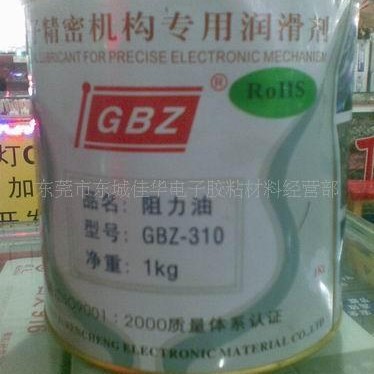 子精密机构专用润滑剂
LUBRICANT FOR PRECISE ELECTRONIC MECHANISM
GBZ
®
RoHS
灯
加
东莞市东城佳华电子胶粘材料经营部
品名: 阻力油
型号: GBZ-310
净重: 1kg
ISO9001:2000质量体系认证
ELECTRONIC MATERIAL CO.,LTD